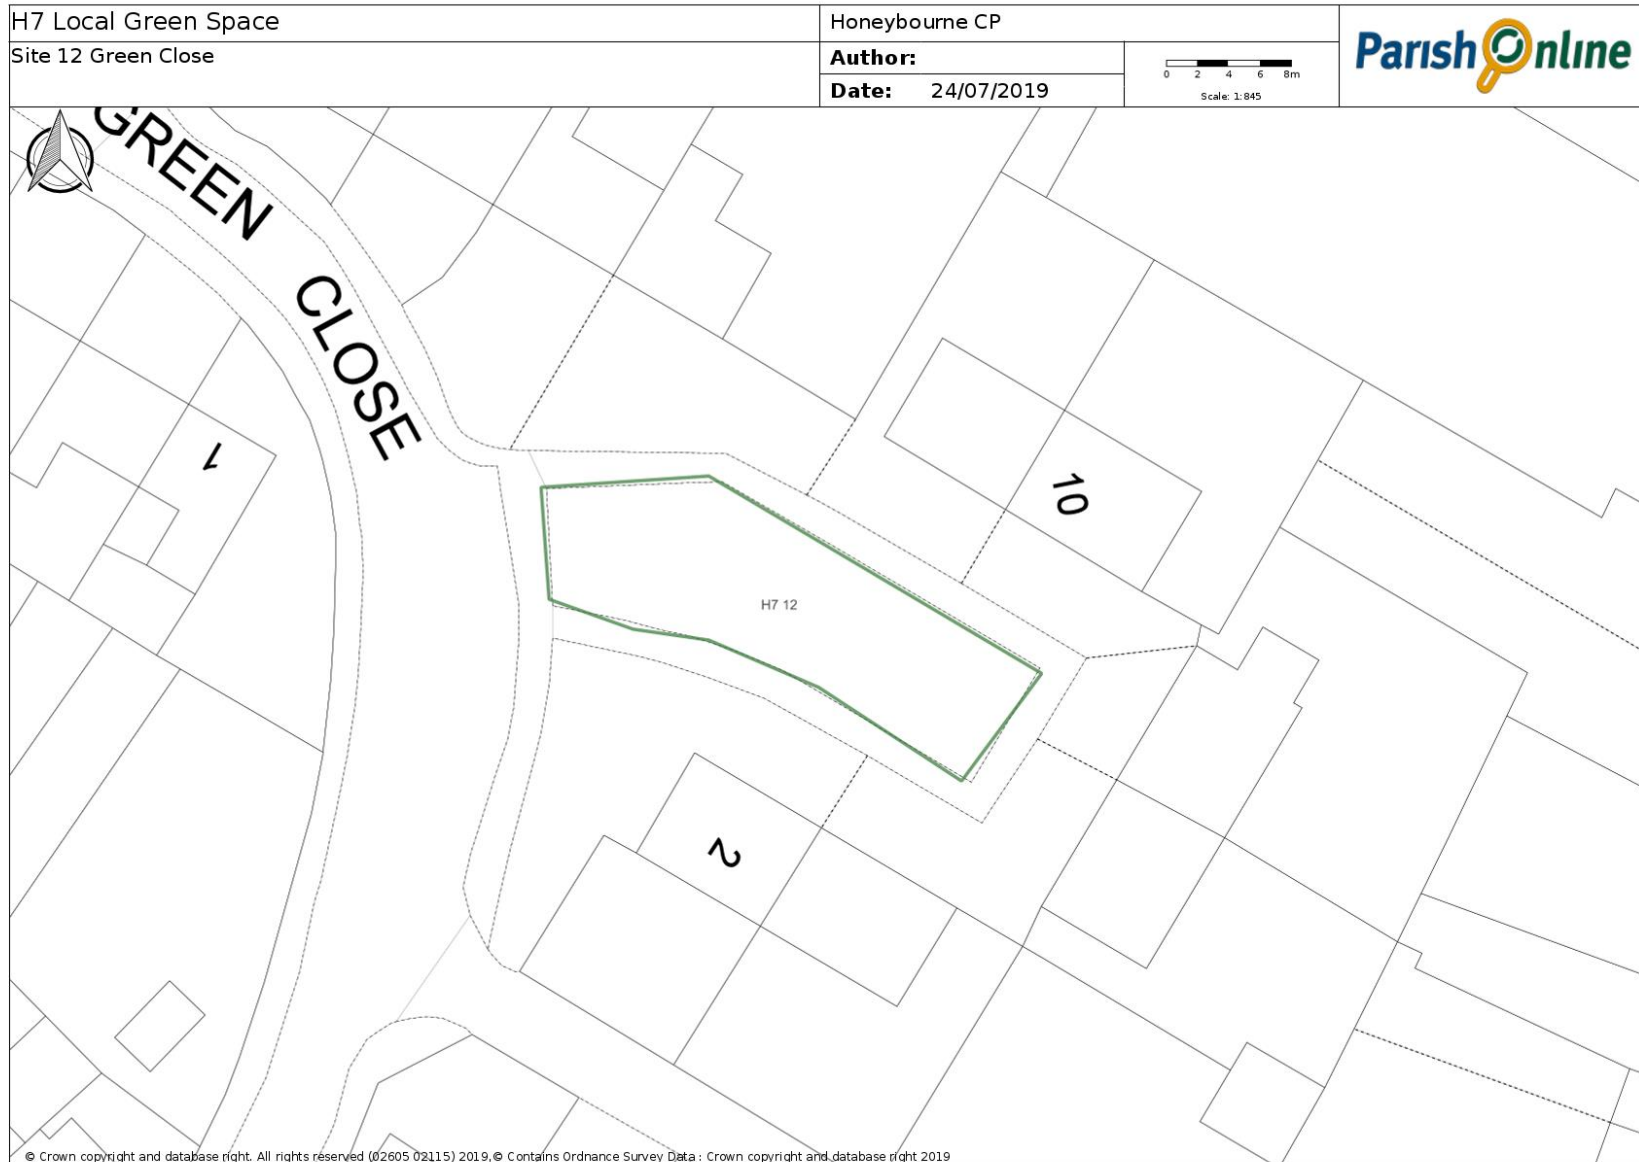 H7 Local Green Space
Honeybourne CP
Site 12 Green Close
Author:
Date: 24/07/2019
0 2 4 6 8m
Scale: 1:845
Parish Online
GREEN CLOSE
1
10
H7 12
2
© Crown copyright and database right. All rights reserved (02605 02115) 2019,© Contains Ordnance Survey Data : Crown copyright and database right 2019